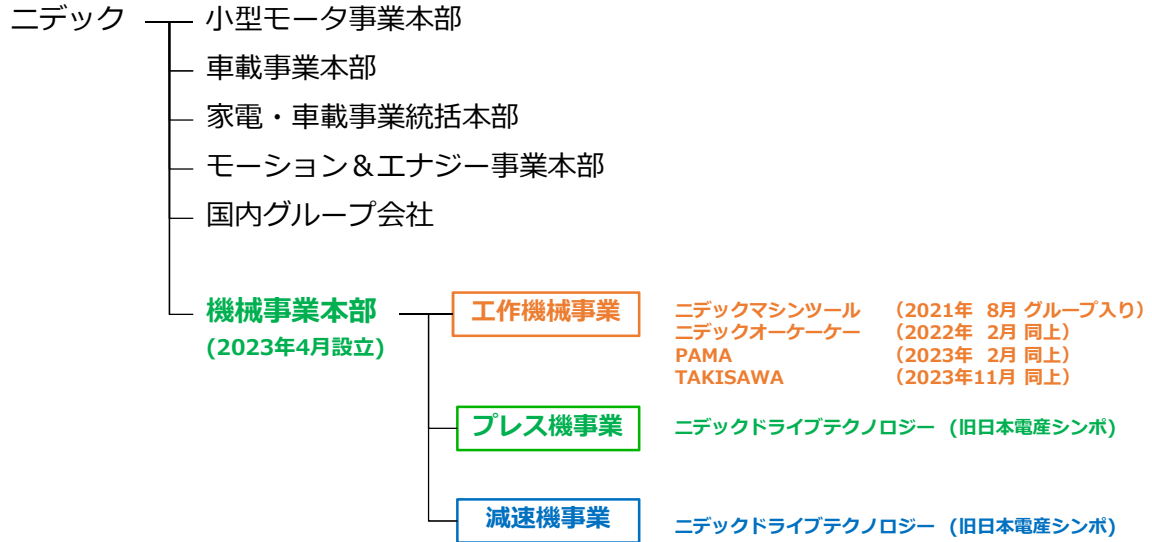 ニデック
小型モータ事業本部
車載事業本部
家電・車載事業統括本部
モーション＆エナジー事業本部
国内グループ会社
機械事業本部
(2023年4月設立)
工作機械事業
ニデックマシンツール （2021年 8月 グループ入り）
ニデックオーケーケー （2022年 2月 同上）
PAMA （2023年 2月 同上）
TAKISAWA （2023年11月 同上）
プレス機事業
ニデックドライブテクノロジー (旧日本電産シンポ)
減速機事業
ニデックドライブテクノロジー (旧日本電産シンポ)